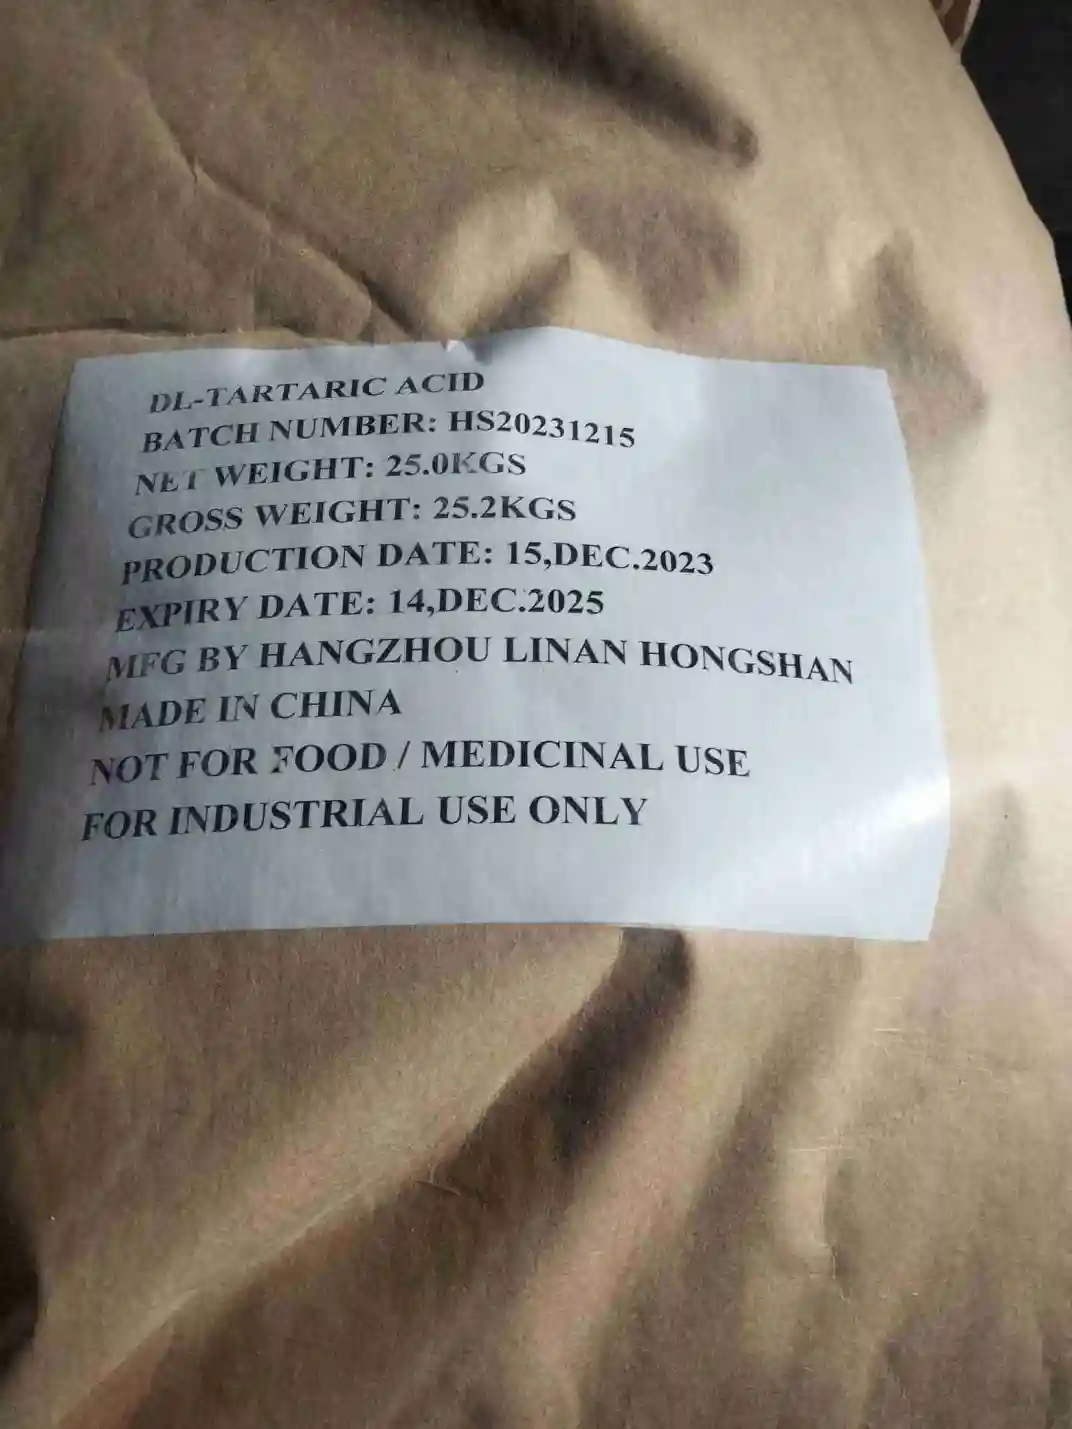 DL-TARTARIC ACID
BATCH NUMBER: HS20231215
NET WEIGHT: 25.0KGS
GROSS WEIGHT: 25.2KGS
PRODUCTION DATE: 15,DEC.2023
EXPIRY DATE: 14,DEC.2025
MFG BY HANGZHOU LINAN HONGSHAN
MADE IN CHINA
NOT FOR FOOD / MEDICINAL USE
FOR INDUSTRIAL USE ONLY